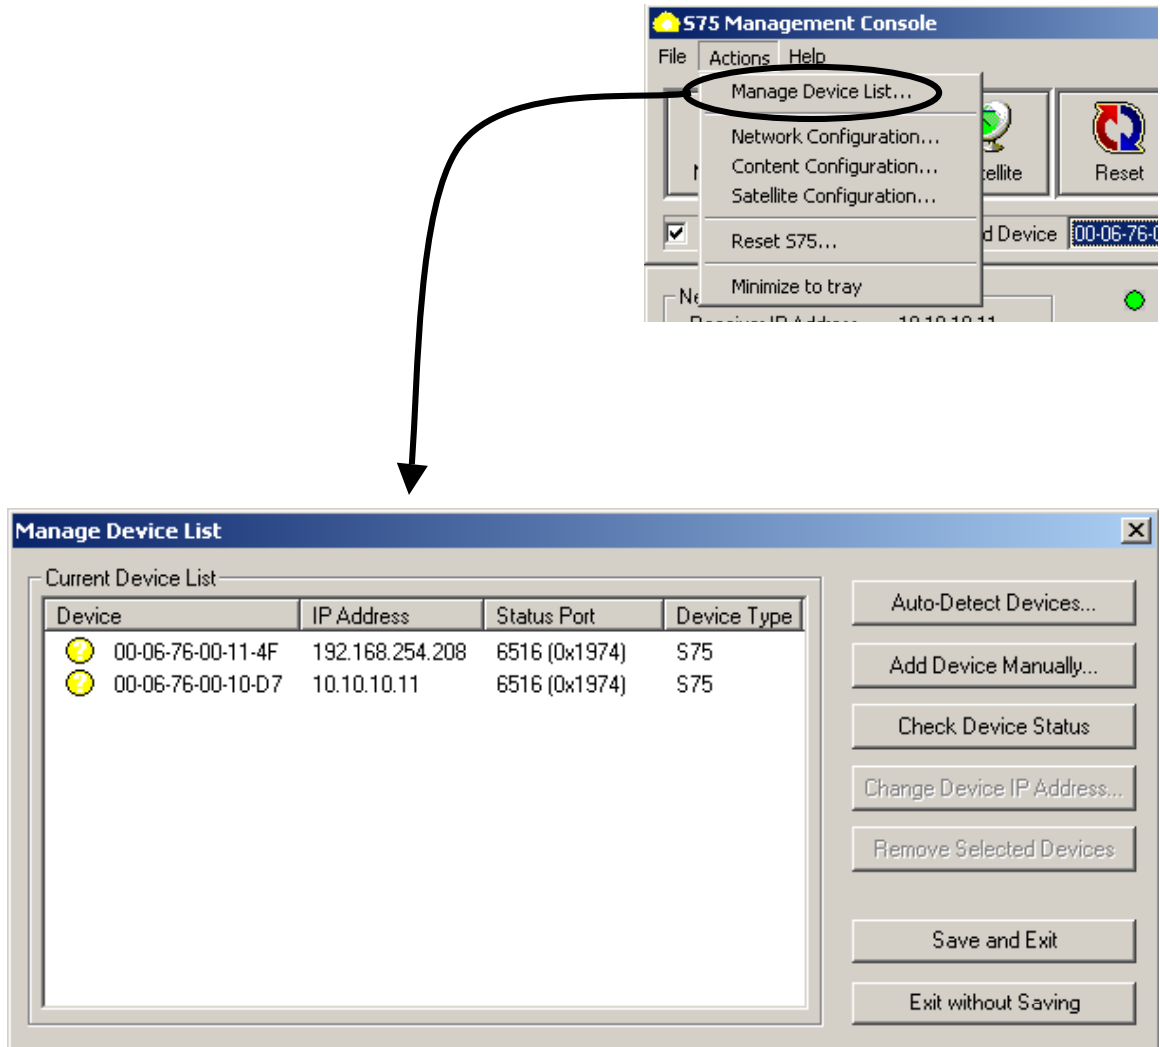 S75 Management Console
File Actions Help
Manage Device List...
Network Configuration...
Content Configuration...
Satellite Configuration...
Reset S75...
Minimize to tray
Reset
00-06-76-
10.10.10.11
Manage Device List
Current Device List
Device IP Address Status Port Device Type
00-06-76-00-11-4F 192.168.254.208 6516 (0x1974) S75
00-06-76-00-10-D7 10.10.10.11 6516 (0x1974) S75
Auto-Detect Devices...
Add Device Manually...
Check Device Status
Change Device IP Address...
Remove Selected Devices
Save and Exit
Exit without Saving